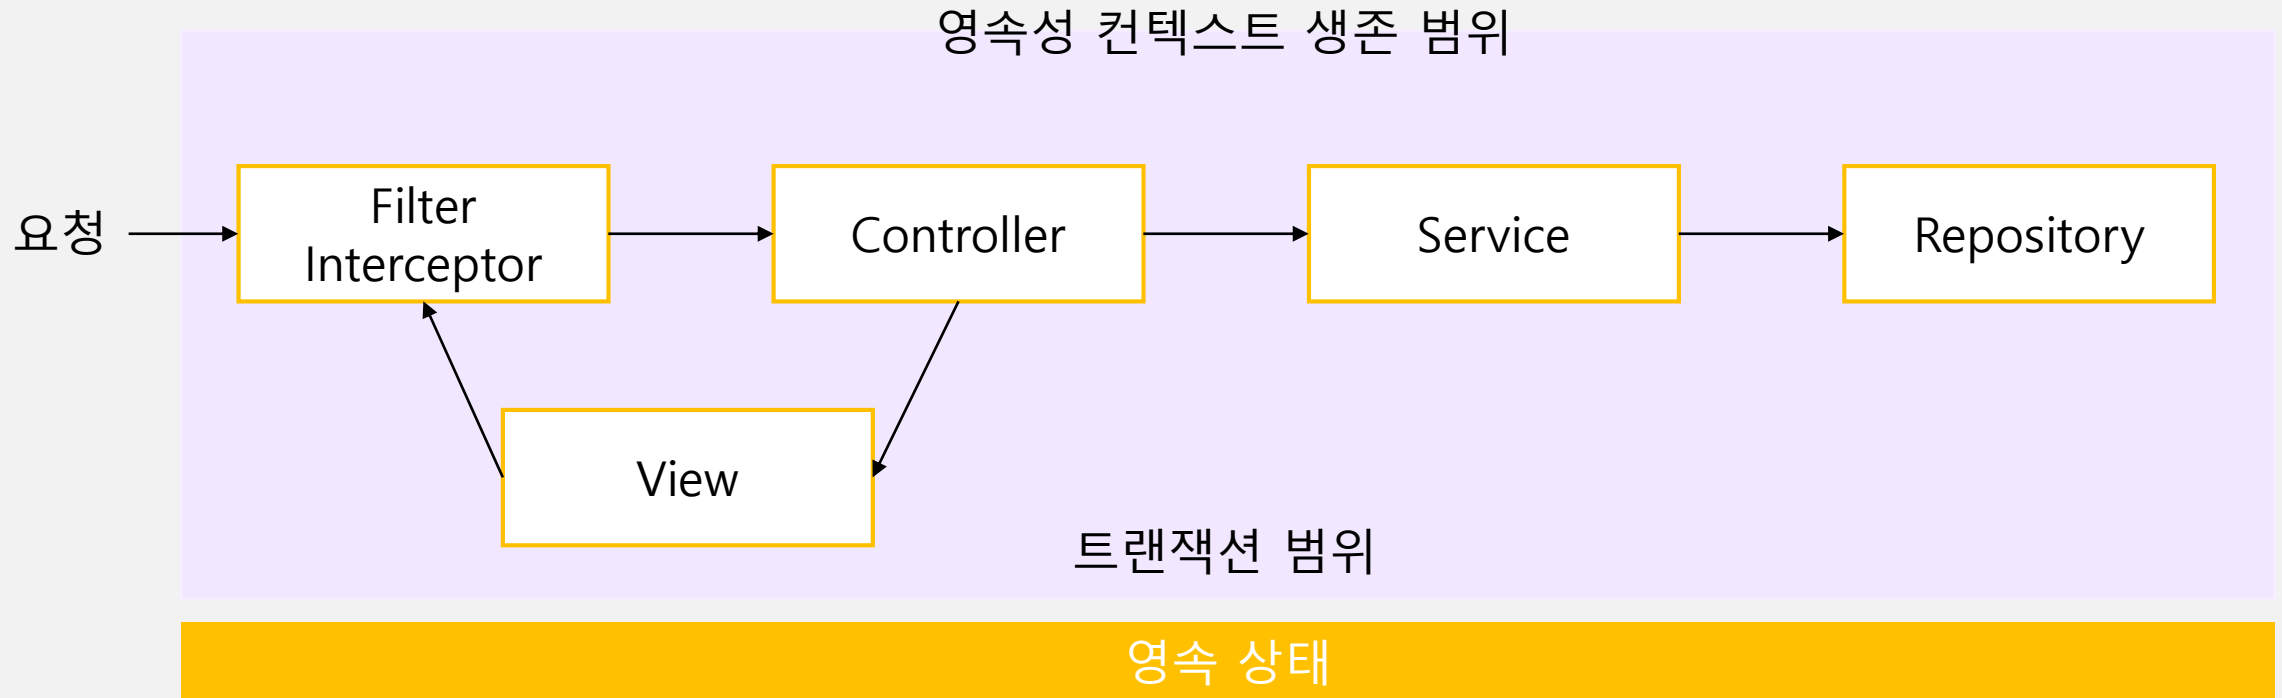 영속성 컨텍스트 생존 범위
요청
Filter
Interceptor
Controller
Service
Repository
View
트랜잭션 범위
영속 상태